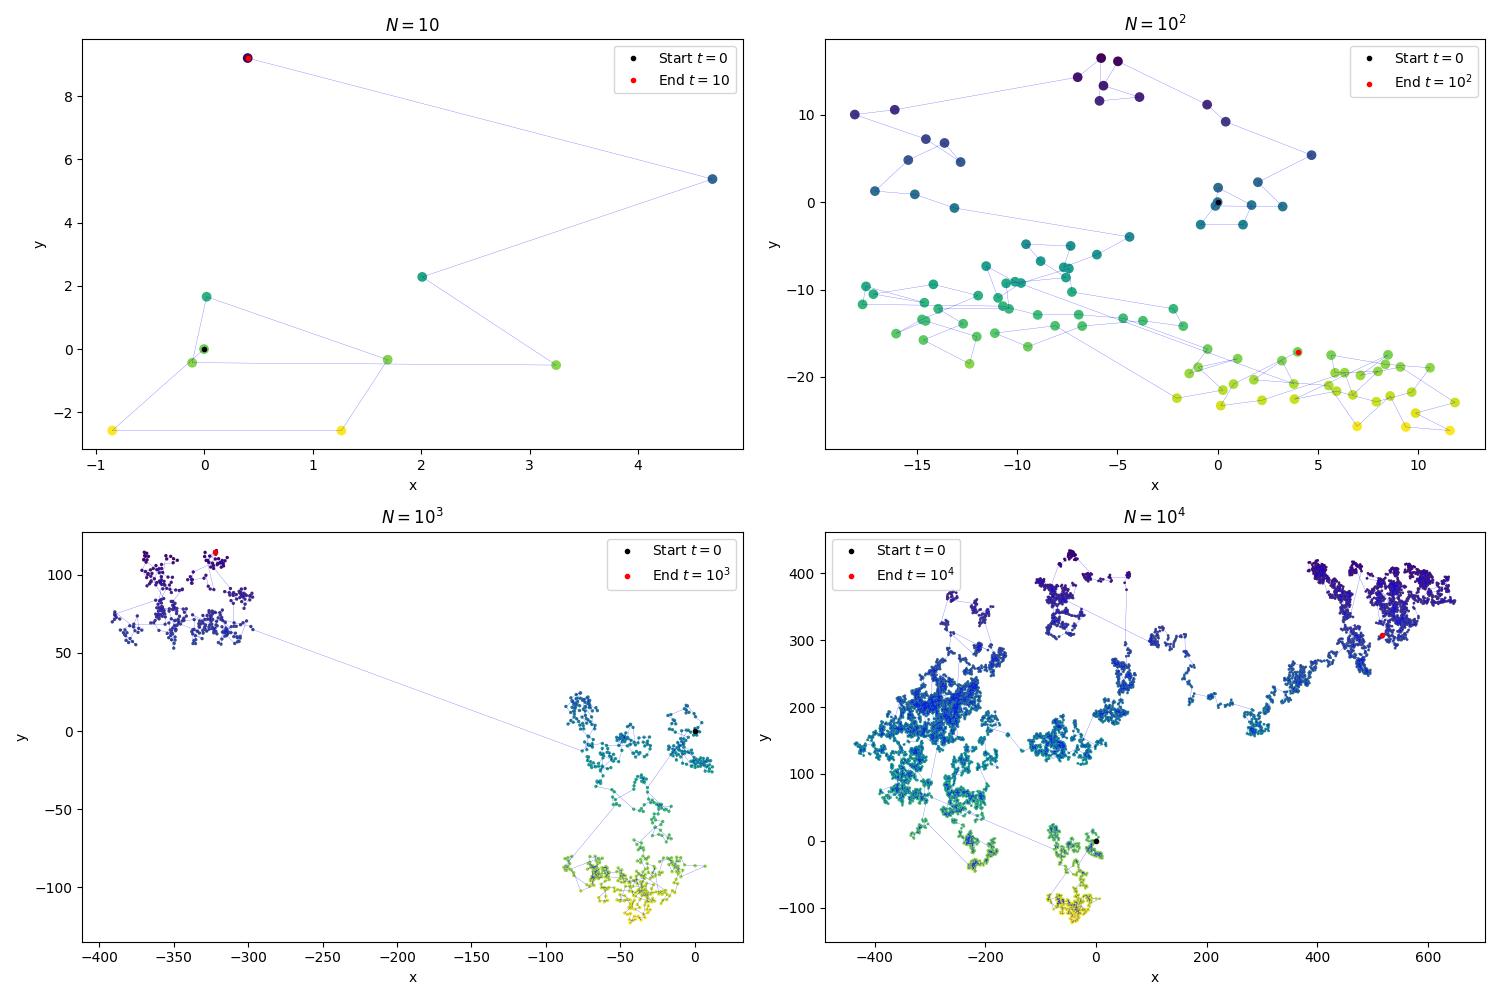 N = 10
Start t = 0
End t = 10
8
6
4
2
0
−2
y
−1
0
1
2
3
4
x
N = 10²
Start t = 0
End t = 10²
10
0
−10
−20
y
−15
−10
−5
0
5
10
x
N = 10³
Start t = 0
End t = 10³
100
50
0
−50
−100
y
−400
−350
−300
−250
−200
−150
−100
−50
0
x
N = 10⁴
Start t = 0
End t = 10⁴
400
300
200
100
0
−100
y
−400
−200
0
200
400
600
x